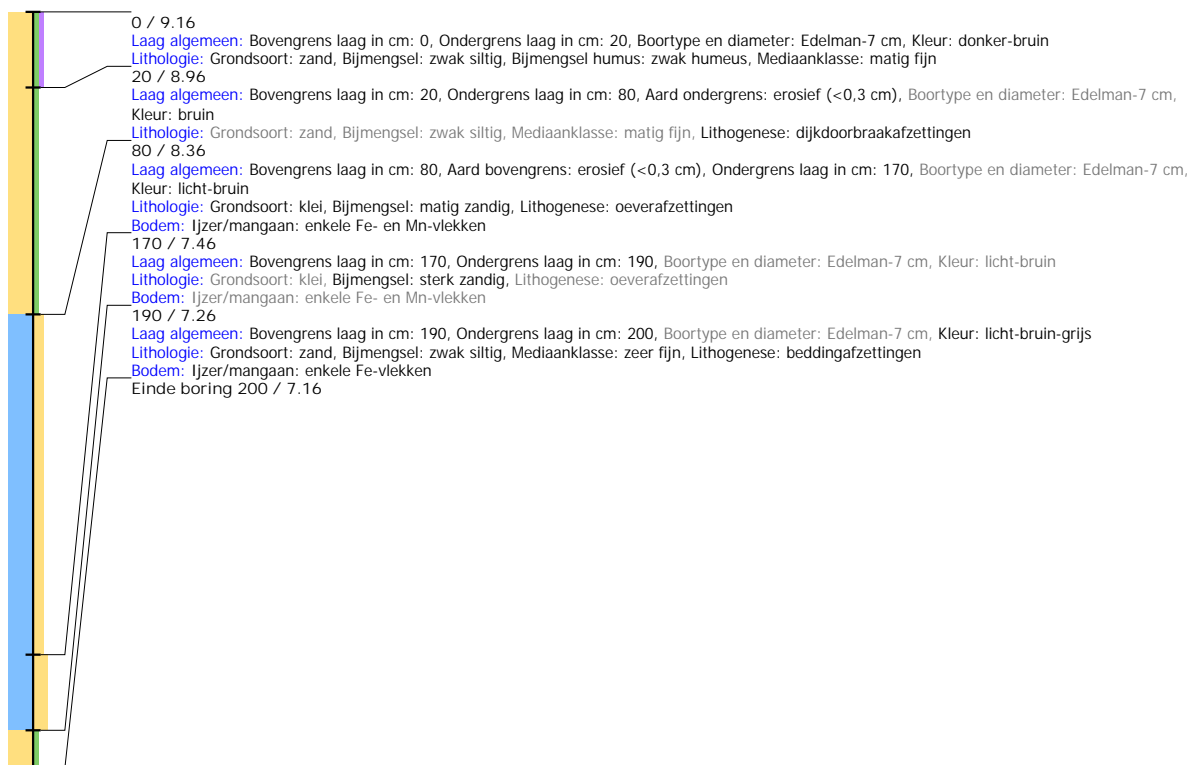 0 / 9.16
Laag algemeen: Bovengrens laag in cm: 0, Ondergrens laag in cm: 20, Boortype en diameter: Edelman-7 cm, Kleur: donker-bruin
Lithologie: Grondsoort: zand, Bijmengsel: zwak siltig, Bijmengsel humus: zwak humeus, Mediaanklasse: matig fijn
20 / 8.96
Laag algemeen: Bovengrens laag in cm: 20, Ondergrens laag in cm: 80, Aard ondergrens: erosief (<0,3 cm), Boortype en diameter: Edelman-7 cm,
Kleur: bruin
Lithologie: Grondsoort: zand, Bijmengsel: zwak siltig, Mediaanklasse: matig fijn, Lithogenese: dijkdoorbraakafzettingen
80 / 8.36
Laag algemeen: Bovengrens laag in cm: 80, Aard bovengrens: erosief (<0,3 cm), Ondergrens laag in cm: 170, Boortype en diameter: Edelman-7 cm,
Kleur: licht-bruin
Lithologie: Grondsoort: klei, Bijmengsel: matig zandig, Lithogenese: oeverafzettingen
Bodem: Ijzer/mangaan: enkele Fe- en Mn-vlekken
170 / 7.46
Laag algemeen: Bovengrens laag in cm: 170, Ondergrens laag in cm: 190, Boortype en diameter: Edelman-7 cm, Kleur: licht-bruin
Lithologie: Grondsoort: klei, Bijmengsel: sterk zandig, Lithogenese: oeverafzettingen
Bodem: Ijzer/mangaan: enkele Fe- en Mn-vlekken
190 / 7.26
Laag algemeen: Bovengrens laag in cm: 190, Ondergrens laag in cm: 200, Boortype en diameter: Edelman-7 cm, Kleur: licht-bruin-grijs
Lithologie: Grondsoort: zand, Bijmengsel: zwak siltig, Mediaanklasse: zeer fijn, Lithogenese: beddingafzettingen
Bodem: Ijzer/mangaan: enkele Fe-vlekken
Einde boring 200 / 7.16